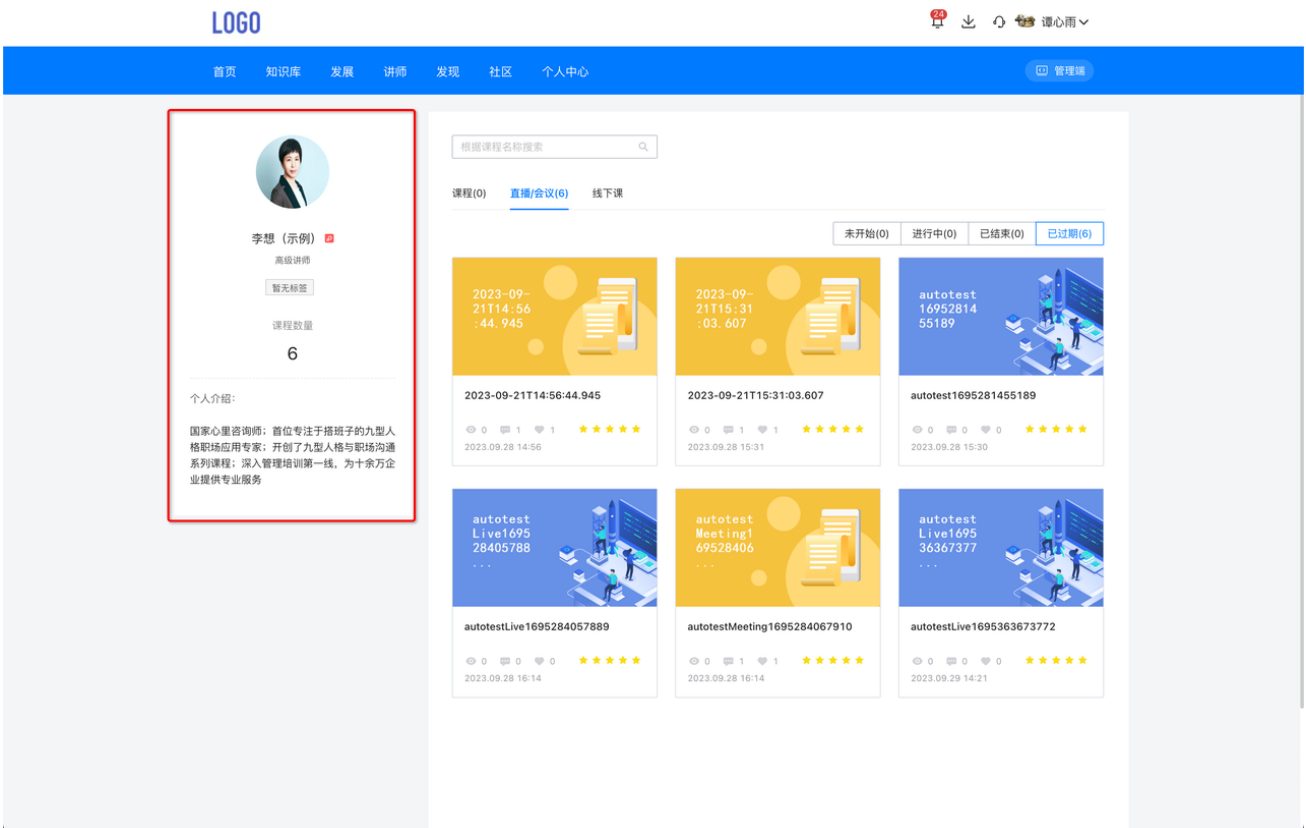 LOGO
24
谭心雨
首页 知识库 发展 讲师 发现 社区 个人中心
管理端
李想（示例）
高级讲师
暂无标签
课程数量
6
个人介绍：
国家心里咨询师；首位专注于搭班子的九型人
格职场应用专家；开创了九型人格与职场沟通
系列课程；深入管理培训第一线，为十余万企
业提供专业服务
根据课程名称搜索
课程(0) 直播/会议(6) 线下课
未开始(0) 进行中(0) 已结束(0) 已过期(6)
2023-09-
21T14:56
:44. 945
2023-09-21T14:56:44.945
0 1 1
2023.09.28 14:56
2023-09-
21T15:31
:03. 607
2023-09-21T15:31:03.607
0 1 1
2023.09.28 15:31
autotest
16952814
55189
autotest1695281455189
0 0 0
2023.09.28 15:30
autotest
Live1695
28405788
...
autotestLive1695284057889
0 0 0
2023.09.28 16:14
autotest
Meeting1
69528406
...
autotestMeeting1695284067910
0 1 1
2023.09.28 16:14
autotest
Live1695
36367377
...
autotestLive1695363673772
0 0 0
2023.09.29 14:21